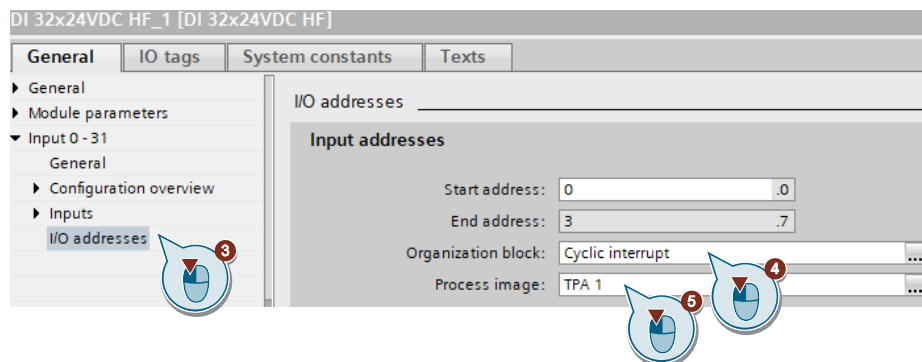 DI 32x24VDC HF_1 [DI 32x24VDC HF]
General IO tags System constants Texts
General
Module parameters
Input 0 - 31
General
Configuration overview
Inputs
I/O addresses
3
I/O addresses
Input addresses
Start address: 0 .0
End address: 3 .7
Organization block: Cyclic interrupt ...
4
Process image: TPA 1 ...
5